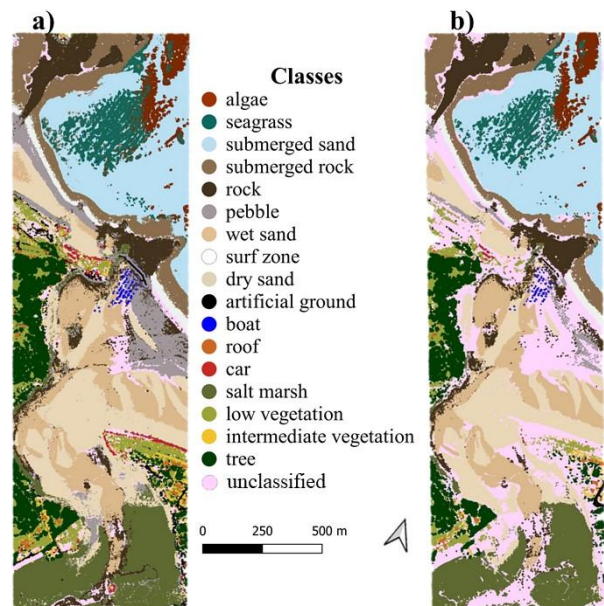 a)
b)
Classes
algae
seagrass
submerged sand
submerged rock
rock
pebble
wet sand
surf zone
dry sand
artificial ground
boat
roof
car
salt marsh
low vegetation
intermediate vegetation
tree
unclassified
0 250 500 m